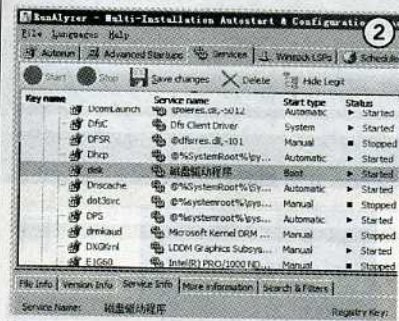 RunAlyzer - Multi-Installation Autostart & Configuration
2
File Languages Help
Autorun Advanced Startups Services Winsock LSPs Schedule
Start Stop Save changes Delete Hide Legit
Key name Service name Start type Status
DcomLaunch @oleres.dll,-5012 Automatic Started
DfsC Dfs Client Driver System Started
DFSR @dfsrres.dll,-101 Manual Stopped
Dhcp @%SystemRoot%\sy... Automatic Started
disk 磁盘驱动程序 Boot Started
Dnscache @%SystemRoot%\Sy... Automatic Started
dot3svc @%systemroot%\sys... Manual Stopped
DPS @%systemroot%\sys... Automatic Started
drmkaud Microsoft Kernel DRM ... Manual Stopped
DXGKrnl LDDM Graphics Subsys... Manual Started
E1G60 Intel(R) PRO/1000 ND... Manual Stopped
File Info Version Info Service Info More information Search & Filters
Service Name: 磁盘驱动程序 Registry Key: